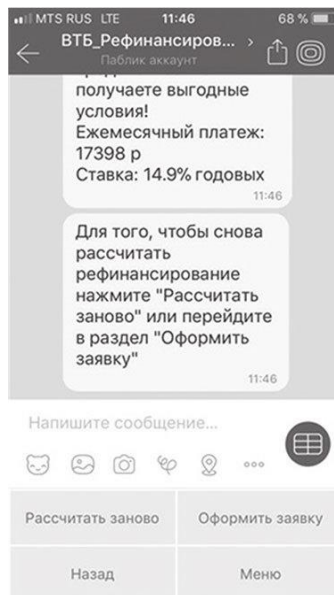 MTS RUS LTE 11:46 68 %
ВТБ_Рефинансиров...
Паблик аккаунт
получаете выгодные
условия!
Ежемесячный платеж:
17398 р
Ставка: 14.9% годовых
11:46
Для того, чтобы снова
рассчитать
рефинансирование
нажмите "Рассчитать
заново" или перейдите
в раздел "Оформить
заявку"
11:46
Напишите сообщение...
Рассчитать заново Оформить заявку
Назад Меню